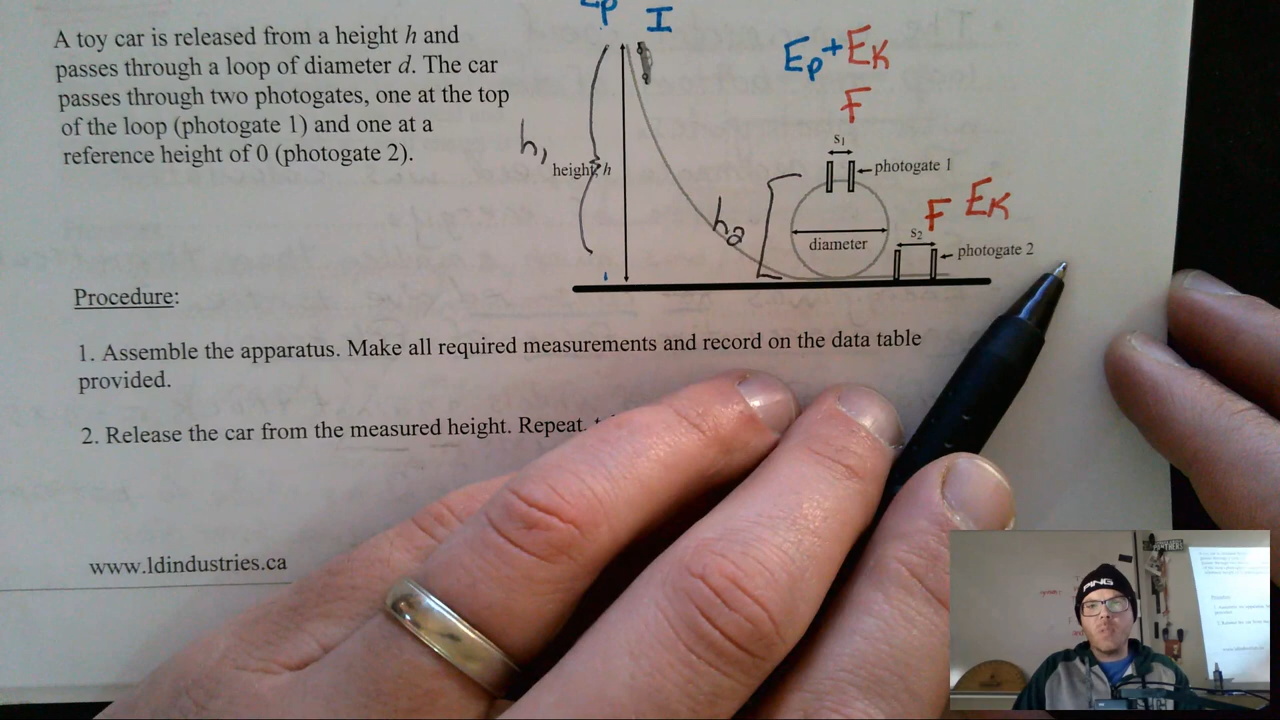 Ep
I
A toy car is released from a height h and
passes through a loop of diameter d. The car
passes through two photogates, one at the top
of the loop (photogate 1) and one at a
reference height of 0 (photogate 2).
Ep + EK
F
s1
photogate 1
h1
height, h
h2
diameter
F EK
s2
photogate 2
Procedure:
1. Assemble the apparatus. Make all required measurements and record on the data table
provided.
2. Release the car from the measured height. Repeat
www.ldindustries.ca
PING